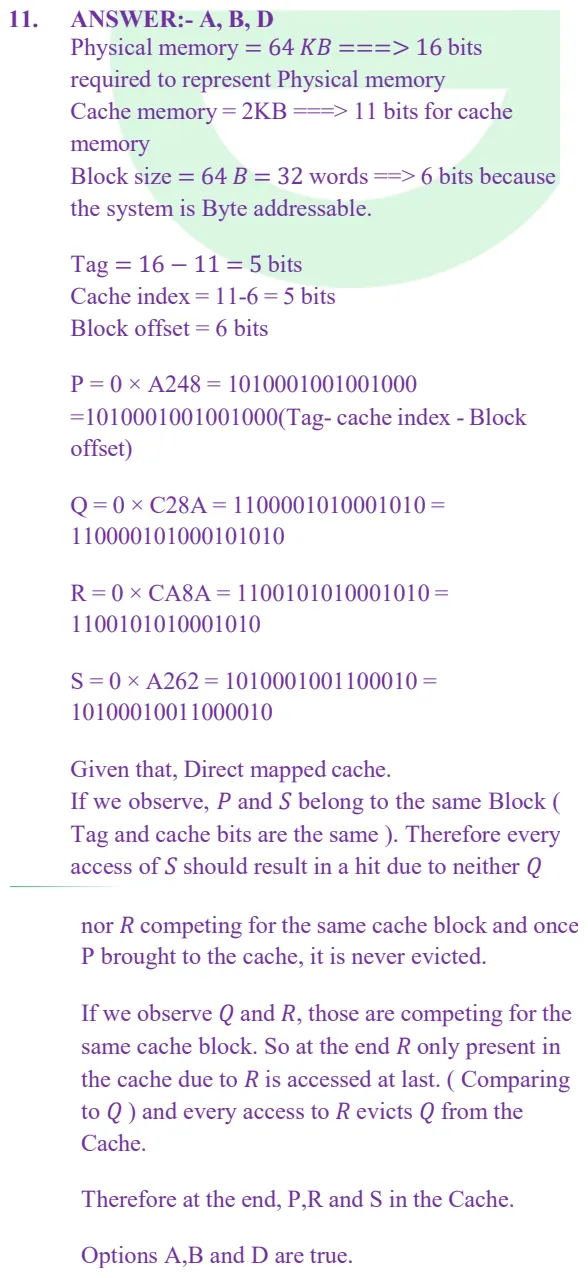 11. ANSWER:- A, B, D
Physical memory = 64 KB ===> 16 bits
required to represent Physical memory
Cache memory = 2KB ===> 11 bits for cache
memory
Block size = 64 B = 32 words ==> 6 bits because
the system is Byte addressable.
Tag = 16 − 11 = 5 bits
Cache index = 11-6 = 5 bits
Block offset = 6 bits
P = 0 × A248 = 1010001001001000
=1010001001001000(Tag- cache index - Block
offset)
Q = 0 × C28A = 1100001010001010 =
110000101000101010
R = 0 × CA8A = 1100101010001010 =
1100101010001010
S = 0 × A262 = 1010001001100010 =
10100010011000010
Given that, Direct mapped cache.
If we observe, P and S belong to the same Block (
Tag and cache bits are the same ). Therefore every
access of S should result in a hit due to neither Q
nor R competing for the same cache block and once
P brought to the cache, it is never evicted.
If we observe Q and R, those are competing for the
same cache block. So at the end R only present in
the cache due to R is accessed at last. ( Comparing
to Q ) and every access to R evicts Q from the
Cache.
Therefore at the end, P,R and S in the Cache.
Options A,B and D are true.